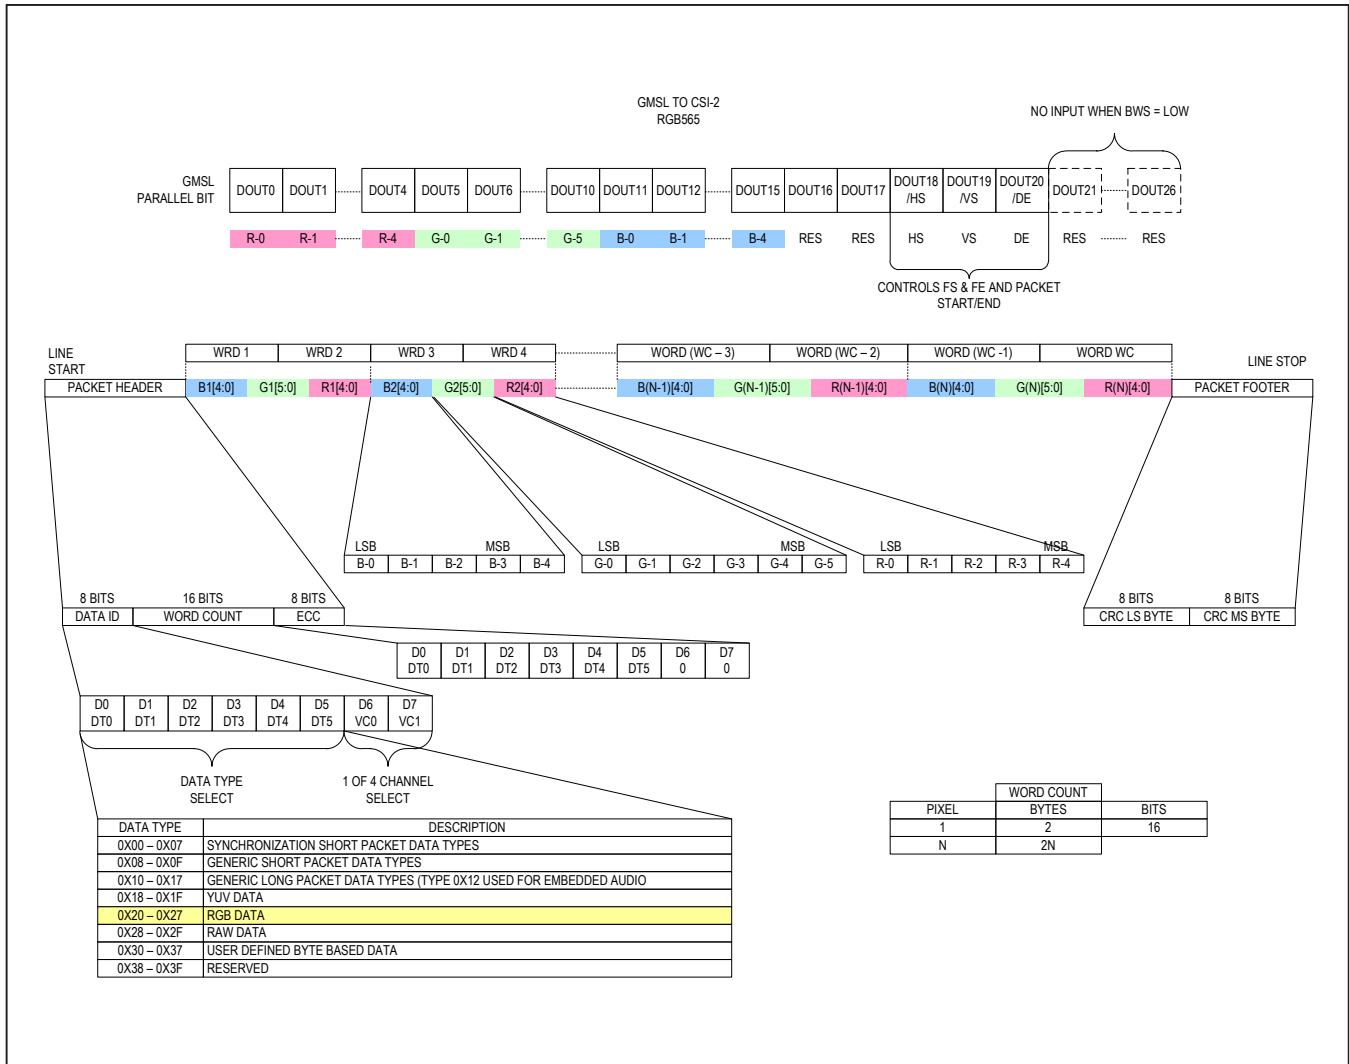 GMSL TO CSI-2
RGB565
NO INPUT WHEN BWS = LOW
GMSL
PARALLEL BIT
DOUT0 DOUT1 DOUT4 DOUT5 DOUT6 DOUT10 DOUT11 DOUT12 DOUT15 DOUT16 DOUT17 DOUT18 /HS DOUT19 /VS DOUT20 /DE DOUT21 DOUT26
R-0 R-1 R-4 G-0 G-1 G-5 B-0 B-1 B-4 RES RES HS VS DE RES RES
CONTROLS FS & FE AND PACKET
START/END
LINE
START
WRD 1 WRD 2 WRD 3 WRD 4 WORD (WC – 3) WORD (WC – 2) WORD (WC -1) WORD WC
LINE STOP
PACKET HEADER B1[4:0] G1[5:0] R1[4:0] B2[4:0] G2[5:0] R2[4:0] B(N-1)[4:0] G(N-1)[5:0] R(N-1)[4:0] B(N)[4:0] G(N)[5:0] R(N)[4:0] PACKET FOOTER
LSB MSB LSB MSB LSB MSB
B-0 B-1 B-2 B-3 B-4 G-0 G-1 G-2 G-3 G-4 G-5 R-0 R-1 R-2 R-3 R-4
8 BITS 16 BITS 8 BITS 8 BITS 8 BITS
DATA ID WORD COUNT ECC CRC LS BYTE CRC MS BYTE
D0 D1 D2 D3 D4 D5 D6 D7
DT0 DT1 DT2 DT3 DT4 DT5 0 0
D0 D1 D2 D3 D4 D5 D6 D7
DT0 DT1 DT2 DT3 DT4 DT5 VC0 VC1
DATA TYPE
SELECT
1 OF 4 CHANNEL
SELECT
WORD COUNT
PIXEL BYTES BITS
1 2 16
N 2N
DATA TYPE DESCRIPTION
0X00 – 0X07 SYNCHRONIZATION SHORT PACKET DATA TYPES
0X08 – 0X0F GENERIC SHORT PACKET DATA TYPES
0X10 – 0X17 GENERIC LONG PACKET DATA TYPES (TYPE 0X12 USED FOR EMBEDDED AUDIO
0X18 – 0X1F YUV DATA
0X20 – 0X27 RGB DATA
0X28 – 0X2F RAW DATA
0X30 – 0X37 USER DEFINED BYTE BASED DATA
0X38 – 0X3F RESERVED